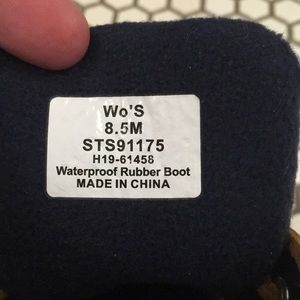 Wo'S
8.5M
STS91175
H19-61458
Waterproof Rubber Boot
MADE IN CHINA